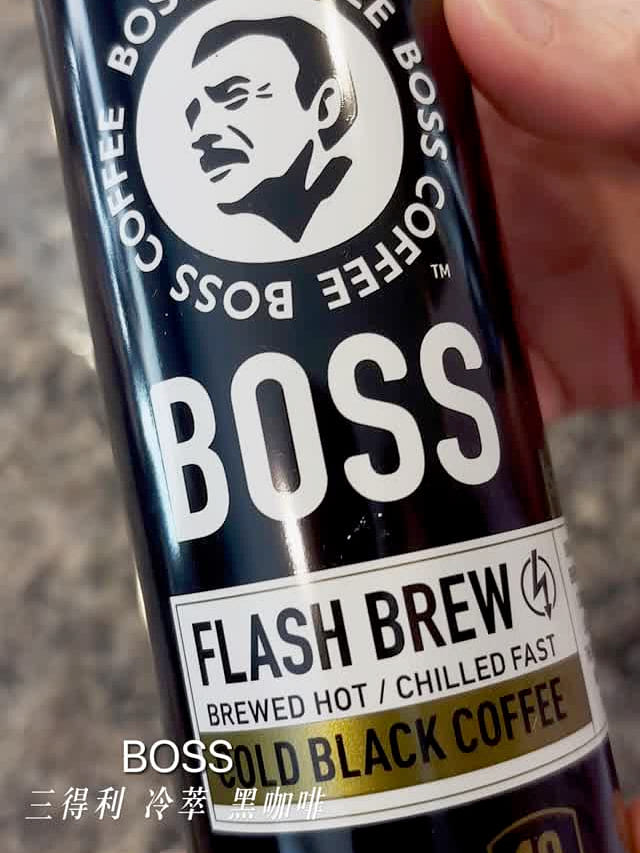 BOSS COFFEE BOSS COFFEE BOSS COFFEE
TM
BOSS
FLASH BREW
BREWED HOT / CHILLED FAST
COLD BLACK COFFEE
BOSS
三得利 冷萃 黑咖啡